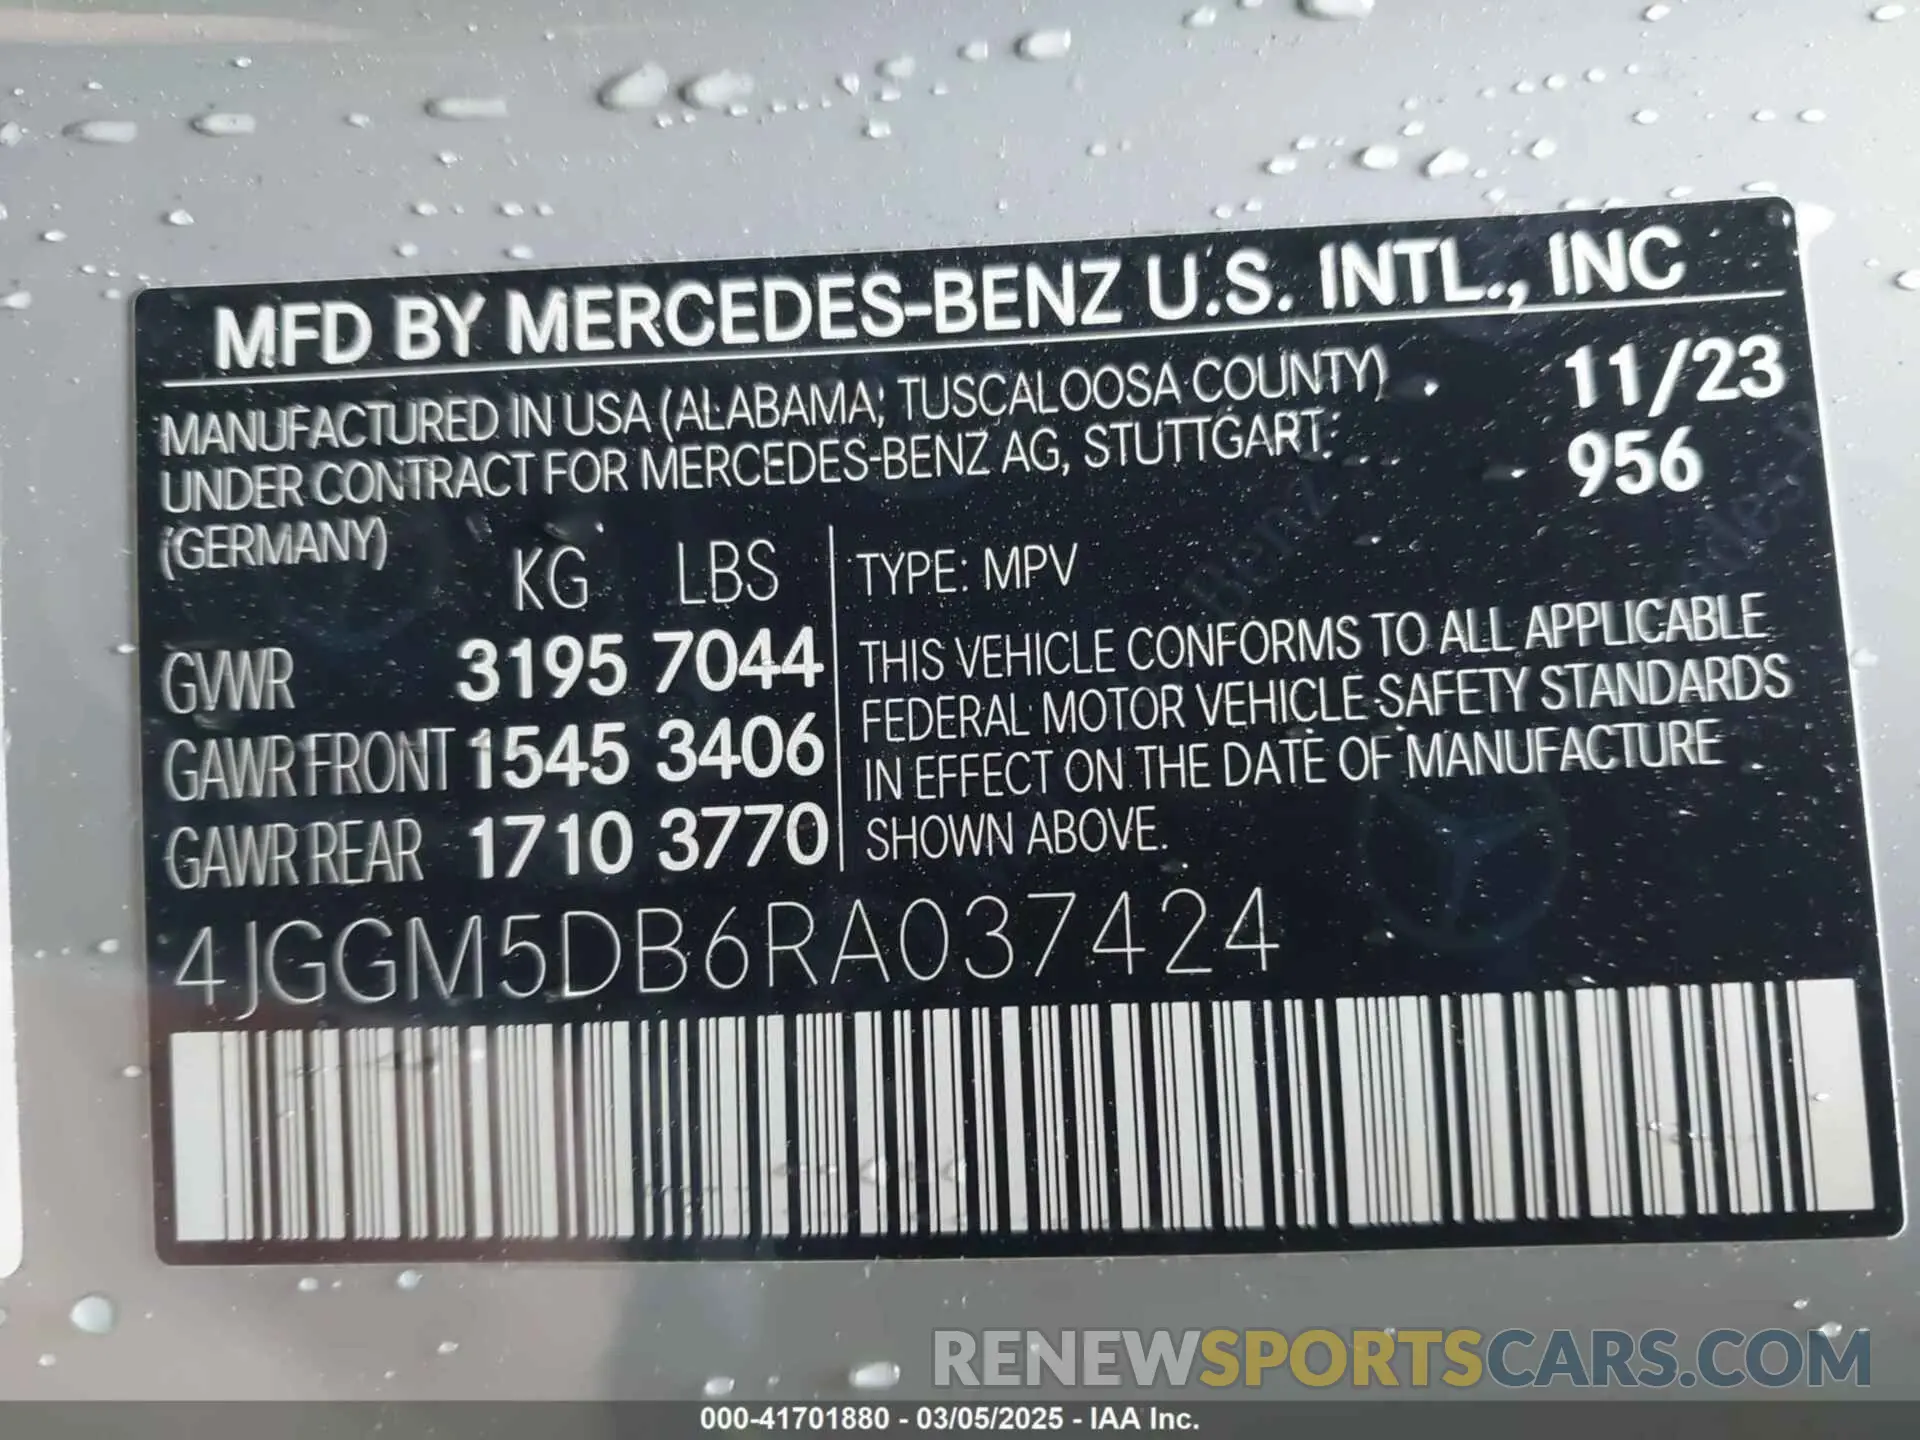 MFD BY MERCEDES-BENZ U.S. INTL., INC
MANUFACTURED IN USA (ALABAMA, TUSCALOOSA COUNTY) 11/23
UNDER CONTRACT FOR MERCEDES-BENZ AG, STUTTGART. 956
(GERMANY)
KG LBS
GVWR 3195 7044
GAWR FRONT 1545 3406
GAWR REAR 1710 3770
TYPE: MPV
THIS VEHICLE CONFORMS TO ALL APPLICABLE
FEDERAL MOTOR VEHICLE SAFETY STANDARDS
IN EFFECT ON THE DATE OF MANUFACTURE
SHOWN ABOVE.
4JGGM5DB6RA037424
RENEWSPORTSCARS.COM
000-41701880 - 03/05/2025 - IAA Inc.